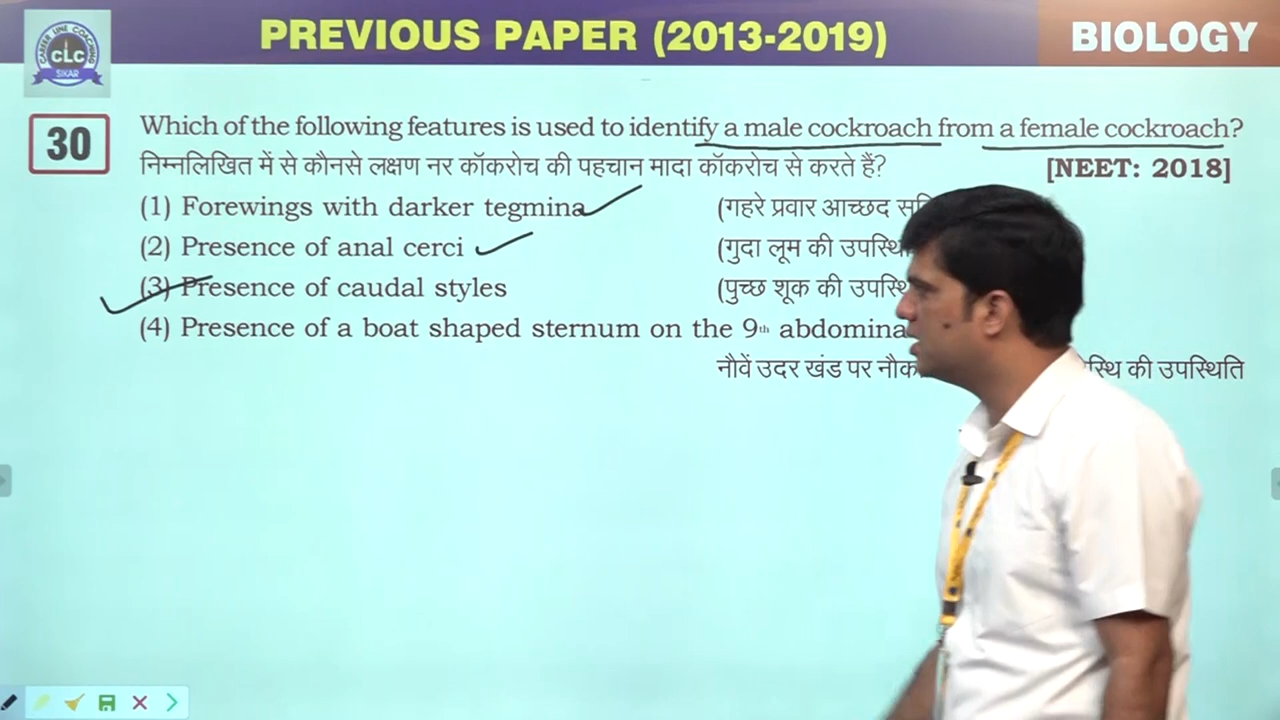 PREVIOUS PAPER (2013-2019)
BIOLOGY
CAREER LINE COACHING
CLC
SIKAR
30
Which of the following features is used to identify a male cockroach from a female cockroach?
निम्नलिखित में से कौनसे लक्षण नर कॉकरोच की पहचान मादा कॉकरोच से करते हैं?
[NEET: 2018]
(1) Forewings with darker tegmina
(गहरे प्रवार आच्छद
(2) Presence of anal cerci
(गुदा लूम की
(3) Presence of caudal styles
(पुच्छ शूक की
(4) Presence of a boat shaped sternum on the 9th
नौवें उदर खंड पर की उपस्थिति